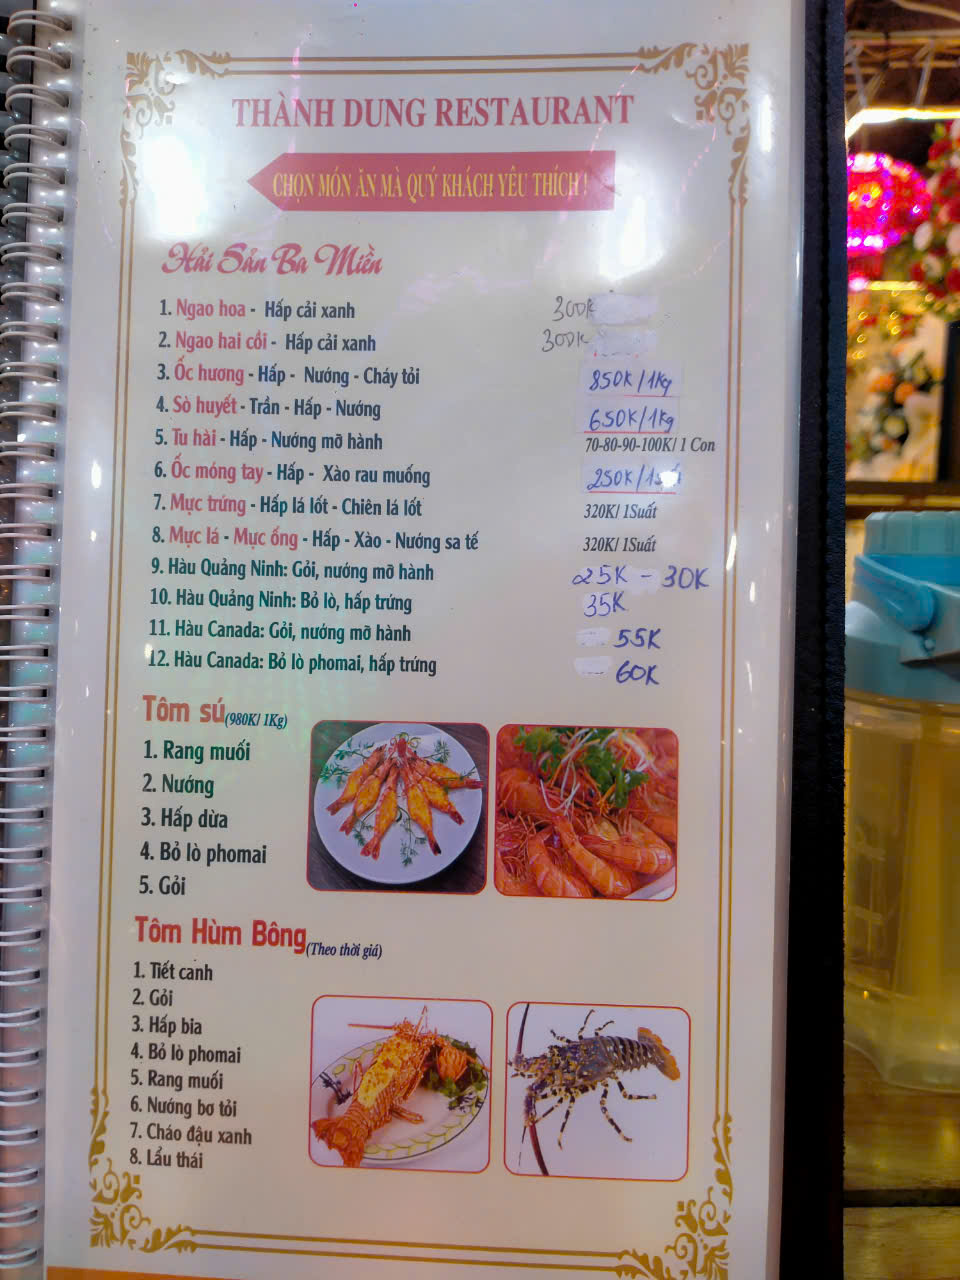 THÀNH DUNG RESTAURANT
CHỌN MÓN ĂN MÀ QUÝ KHÁCH YÊU THÍCH !
Hải Sản Ba Miền
1. Ngao hoa - Hấp cải xanh 300K
2. Ngao hai cồi - Hấp cải xanh 300K
3. Ốc hương - Hấp - Nướng - Cháy tỏi 850K/1Kg
4. Sò huyết - Trần - Hấp - Nướng 650K/1Kg
5. Tu hài - Hấp - Nướng mỡ hành 70-80-90-100K/ 1 Con
6. Ốc móng tay - Hấp - Xào rau muống 250K/1suất
7. Mực trứng - Hấp lá lốt - Chiên lá lốt 320K/ 1Suất
8. Mực lá - Mực ống - Hấp - Xào - Nướng sa tế 320K/ 1Suất
9. Hàu Quảng Ninh: Gỏi, nướng mỡ hành 25K - 30K
10. Hàu Quảng Ninh: Bỏ lò, hấp trứng 35K
11. Hàu Canada: Gỏi, nướng mỡ hành 55K
12. Hàu Canada: Bỏ lò phomai, hấp trứng 60K
Tôm sú (980K/ 1Kg)
1. Rang muối
2. Nướng
3. Hấp dừa
4. Bỏ lò phomai
5. Gỏi
Tôm Hùm Bông (Theo thời giá)
1. Tiết canh
2. Gỏi
3. Hấp bia
4. Bỏ lò phomai
5. Rang muối
6. Nướng bơ tỏi
7. Cháo đậu xanh
8. Lẩu thái